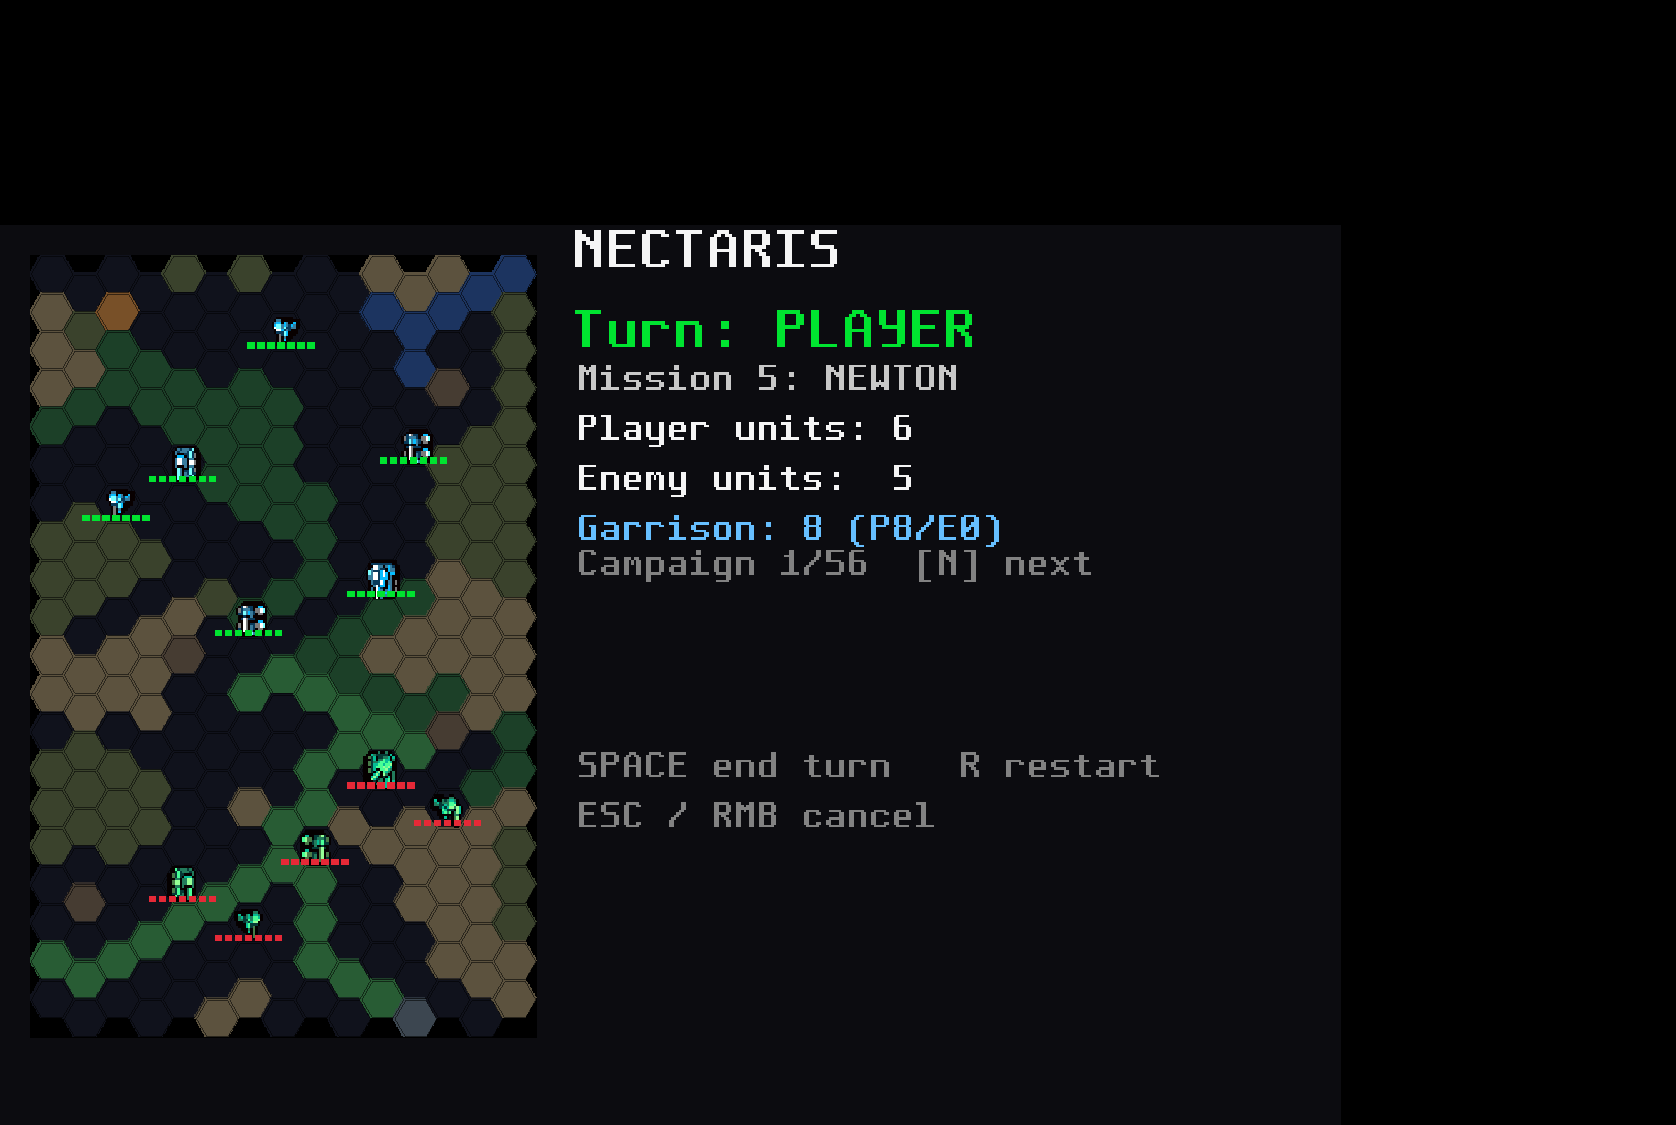 NECTARIS
Turn: PLAYER
Mission 5: NEWTON
Player units: 6
Enemy units:  5
Garrison: 8 (P8/E0)
Campaign 1/56  [N] next
SPACE end turn   R restart
ESC / RMB cancel